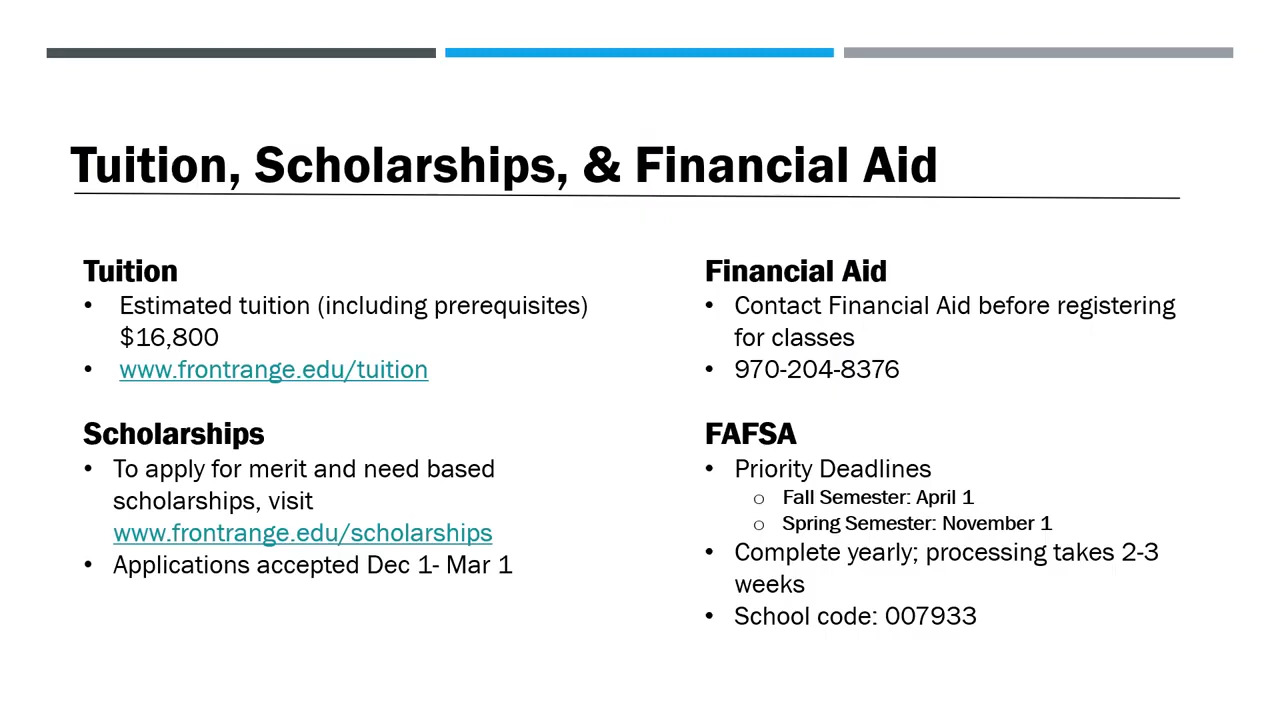 Tuition, Scholarships, & Financial Aid
Tuition
• Estimated tuition (including prerequisites)
$16,800
• www.frontrange.edu/tuition
Scholarships
• To apply for merit and need based
scholarships, visit
www.frontrange.edu/scholarships
• Applications accepted Dec 1- Mar 1
Financial Aid
• Contact Financial Aid before registering
for classes
• 970-204-8376
FAFSA
• Priority Deadlines
o Fall Semester: April 1
o Spring Semester: November 1
• Complete yearly; processing takes 2-3
weeks
• School code: 007933